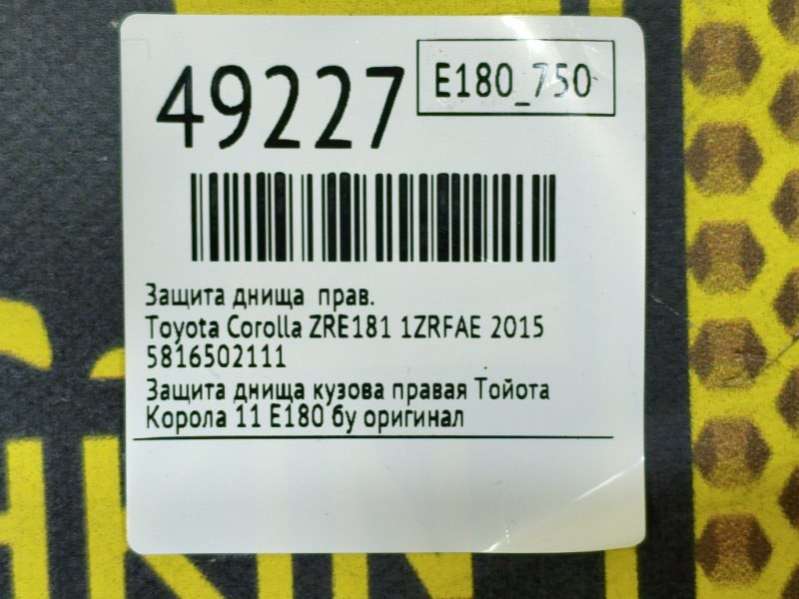 49227
E180_750
Защита днища прав.
Toyota Corolla ZRE181 1ZRFAE 2015
5816502111
Защита днища кузова правая Тойота
Корола 11 Е180 бу оригинал